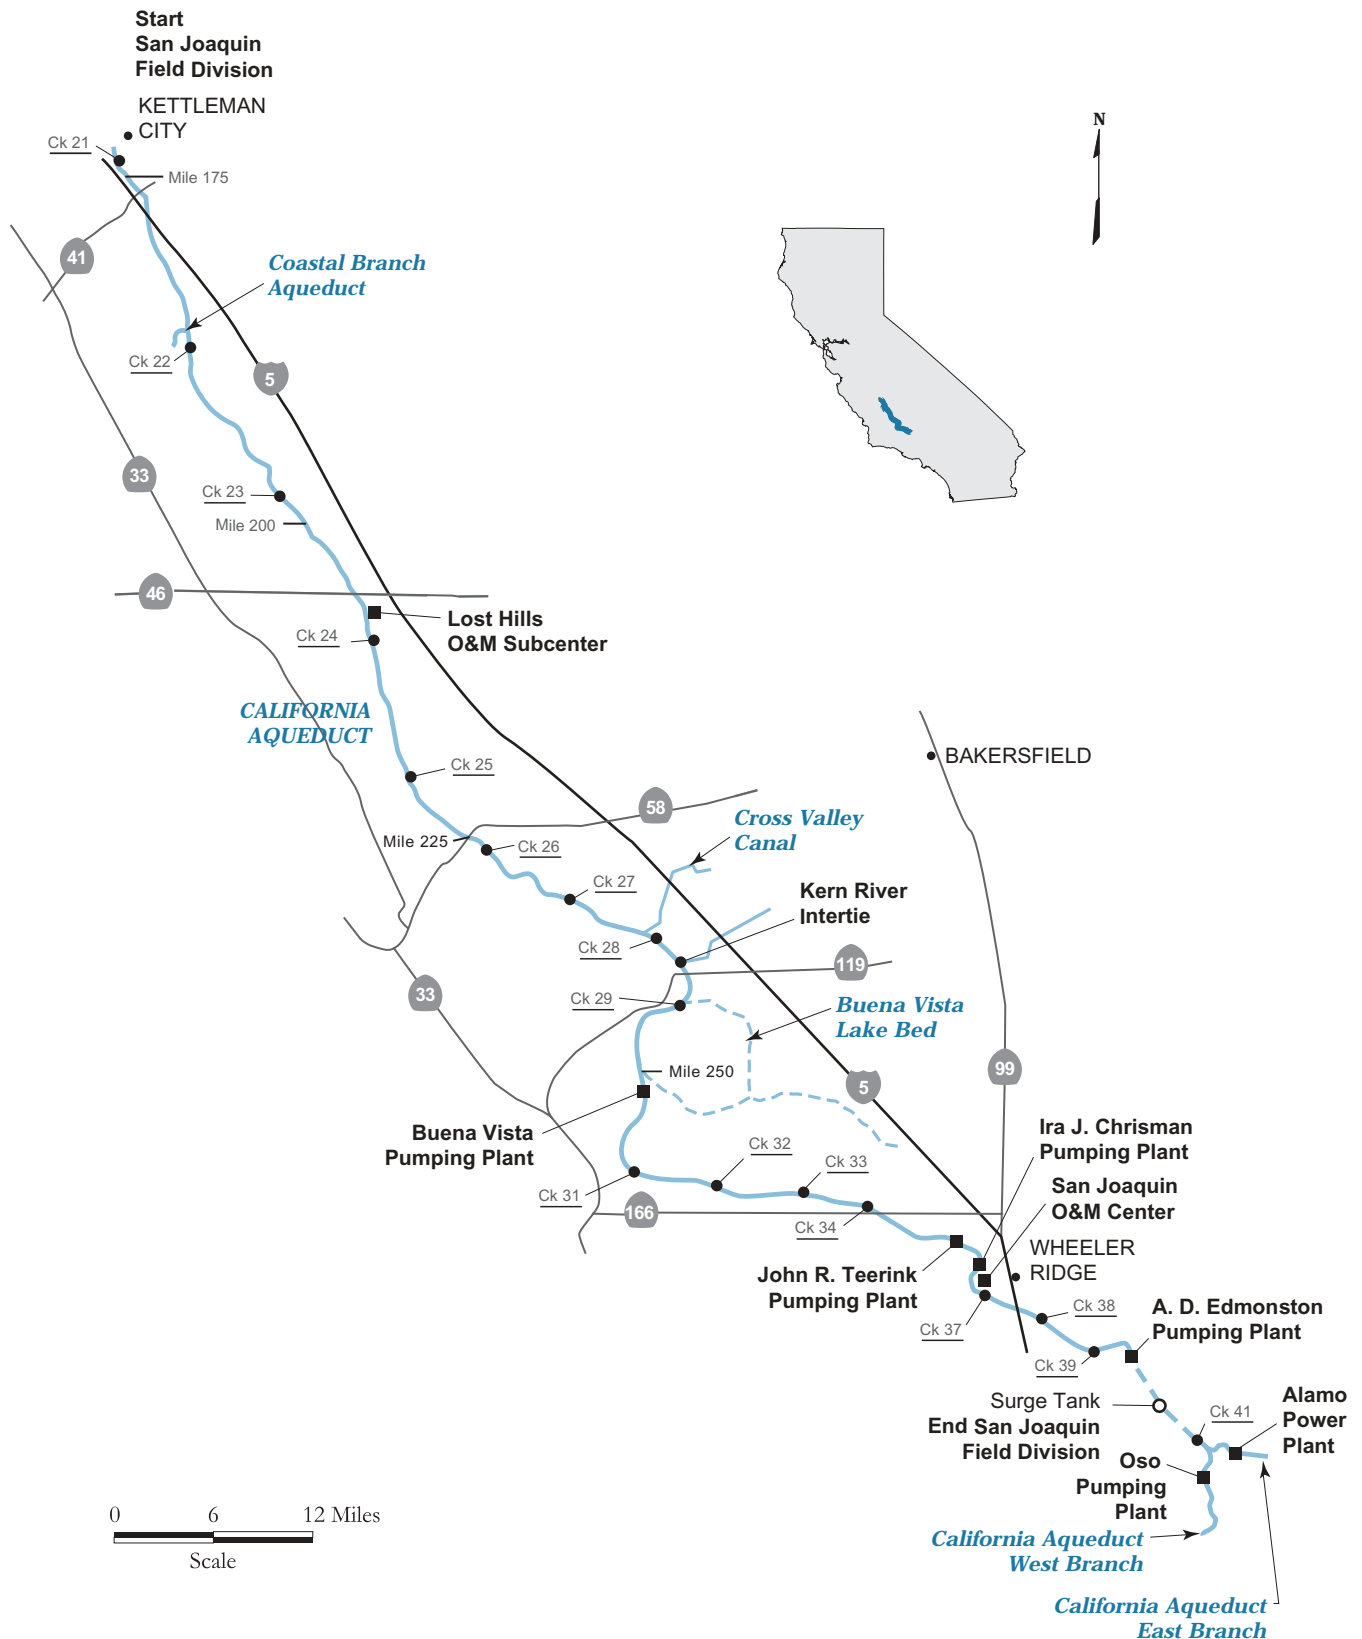 Start
San Joaquin
Field Division
KETTLEMAN
CITY
Ck 21
Mile 175
N
41
Coastal Branch
Aqueduct
Ck 22
5
33
Ck 23
Mile 200
46
Lost Hills
O&M Subcenter
Ck 24
CALIFORNIA
AQUEDUCT
BAKERSFIELD
Ck 25
58
Cross Valley
Canal
Mile 225
Ck 26
Ck 27
Kern River
Intertie
Ck 28
119
33
Ck 29
Buena Vista
Lake Bed
Mile 250
99
5
Buena Vista
Pumping Plant
Ira J. Chrisman
Pumping Plant
Ck 32
Ck 33
San Joaquin
O&M Center
Ck 31
166
Ck 34
WHEELER
RIDGE
John R. Teerink
Pumping Plant
Ck 37
Ck 38
A. D. Edmonston
Pumping Plant
Ck 39
Surge Tank
End San Joaquin
Field Division
Ck 41
Alamo
Power
Plant
Oso
Pumping
Plant
0 6 12 Miles
Scale
California Aqueduct
West Branch
California Aqueduct
East Branch